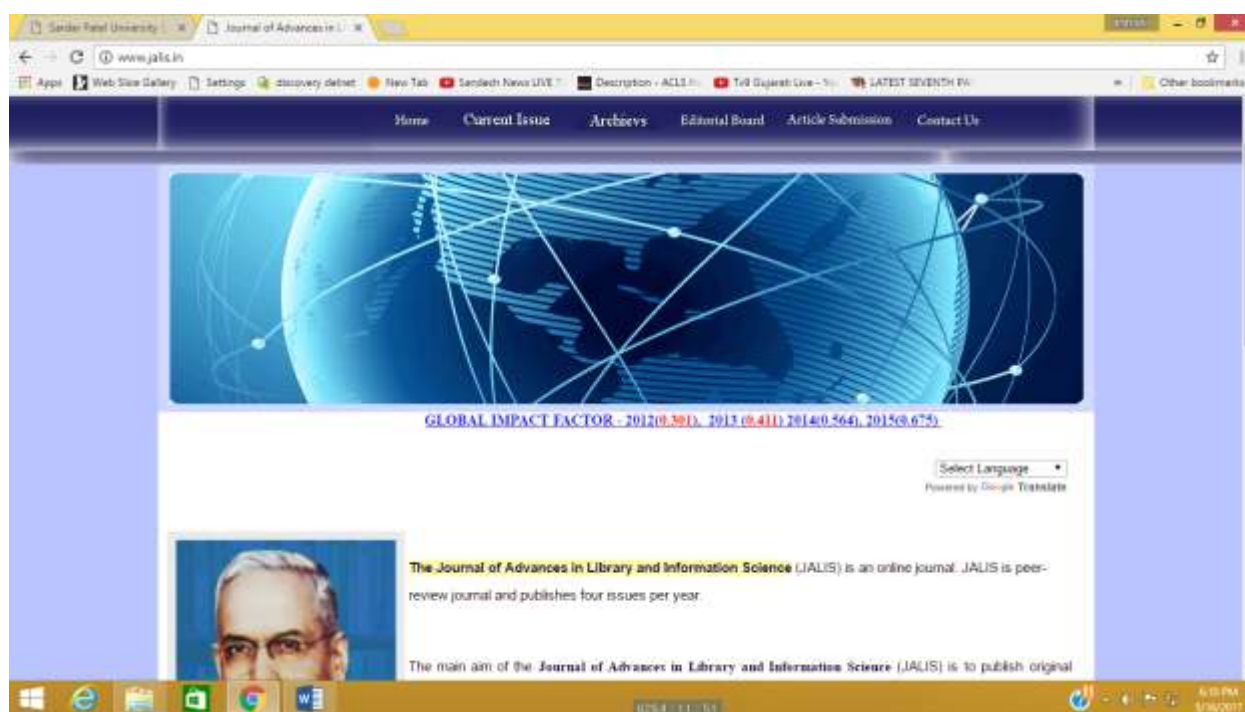 Sardar Patel University
Journal of Advances in Li
www.jalis.in
Apps Web Slice Gallery Settings discovery delnet New Tab Sandesh News LIVE Description - ACLS Tv9 Gujarat Live - LATEST SEVENTH PAY Other bookmarks
Home Current Issue Archievs Editorial Board Article Submission Contact Us
GLOBAL IMPACT FACTOR - 2012(0.301), 2013 (0.411) 2014(0.564), 2015(0.675)
Select Language
Powered by Google Translate
The Journal of Advances in Library and Information Science (JALIS) is an online journal. JALIS is peer-
review journal and publishes four issues per year.
The main aim of the Journal of Advances in Library and Information Science (JALIS) is to publish original
5/16/2017